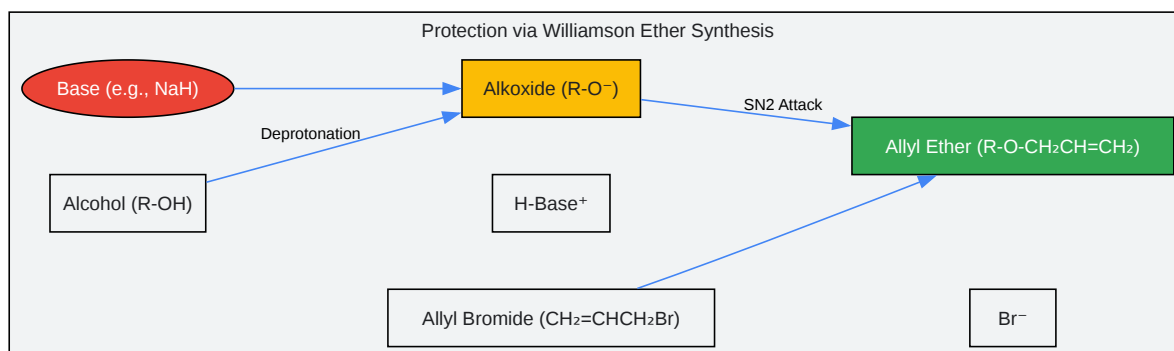 Protection via Williamson Ether Synthesis
Base (e.g., NaH)
Alkoxide (R-O⁻)
SN2 Attack
Deprotonation
Allyl Ether (R-O-CH₂CH=CH₂)
Alcohol (R-OH)
H-Base⁺
Allyl Bromide (CH₂=CHCH₂Br)
Br⁻